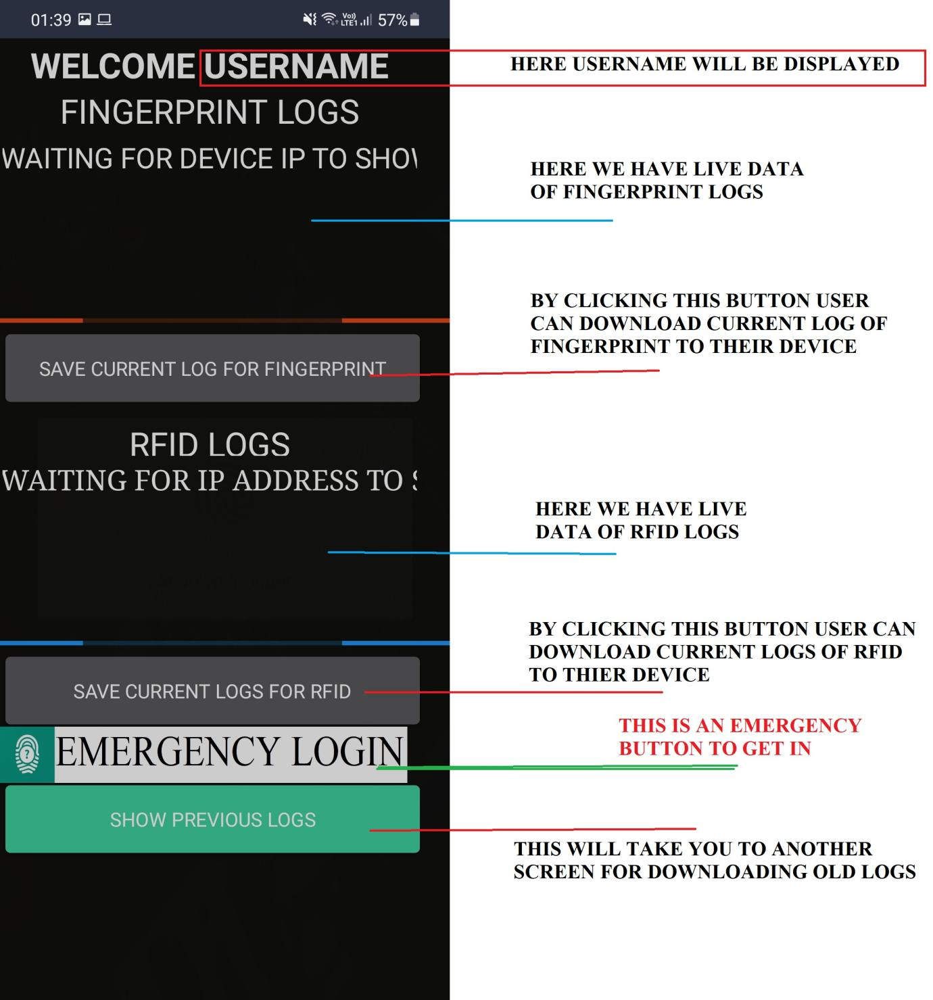 01:39 Vo)) LTE1 57%
WELCOME USERNAME
HERE USERNAME WILL BE DISPLAYED
FINGERPRINT LOGS
WAITING FOR DEVICE IP TO
HERE WE HAVE LIVE DATA
OF FINGERPRINT LOGS
BY CLICKING THIS BUTTON USER
CAN DOWNLOAD CURRENT LOG OF
FINGERPRINT TO THEIR DEVICE
SAVE CURRENT LOG FOR FINGERPRINT
RFID LOGS
WAITING FOR IP ADDRESS TO
HERE WE HAVE LIVE
DATA OF RFID LOGS
BY CLICKING THIS BUTTON USER CAN
DOWNLOAD CURRENT LOGS OF RFID
TO THIER DEVICE
SAVE CURRENT LOGS FOR RFID
THIS IS AN EMERGENCY
BUTTON TO GET IN
?
EMERGENCY LOGIN
SHOW PREVIOUS LOGS
THIS WILL TAKE YOU TO ANOTHER
SCREEN FOR DOWNLOADING OLD LOGS